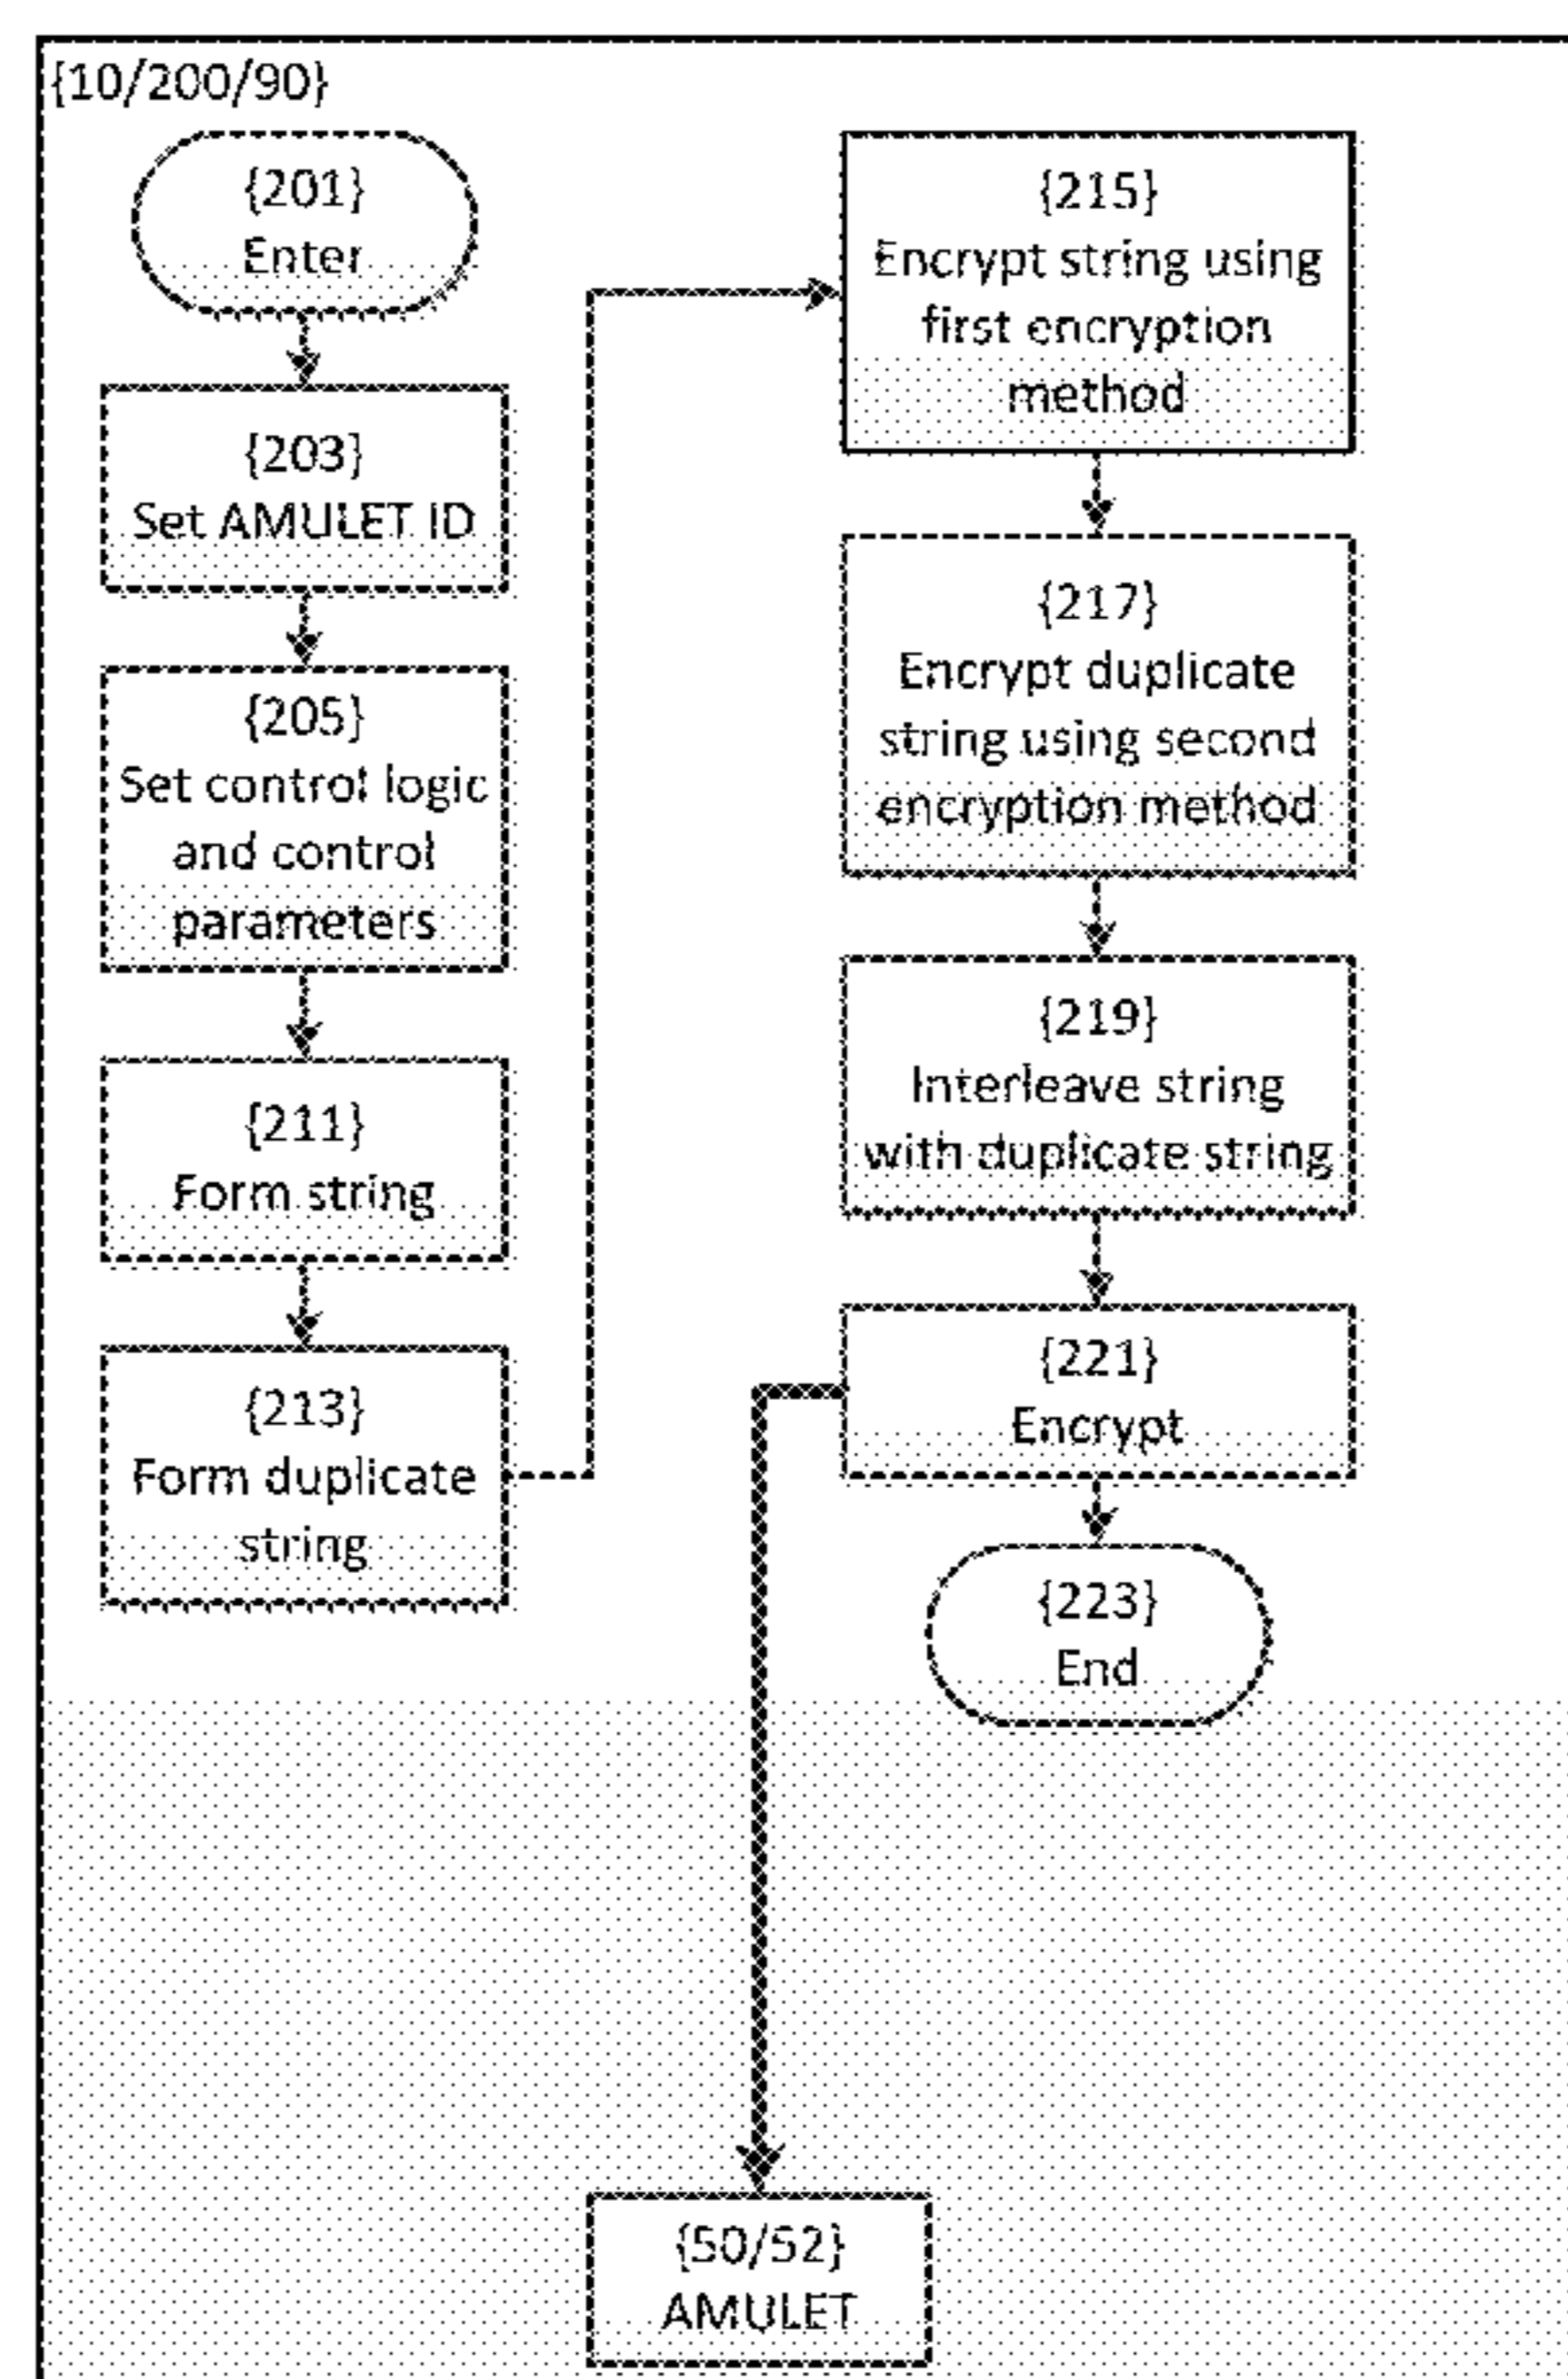 {10/200/90}
{201}
Enter
{203}
Set AMULET ID
{205}
Set control logic
and control
parameters
{211}
Form string
{213}
Form duplicate
string
{215}
Encrypt string using
first encryption
method
{217}
Encrypt duplicate
string using second
encryption method
{219}
Interleave string
with duplicate string
{221}
Encrypt
{223}
End
{50/52}
AMULET